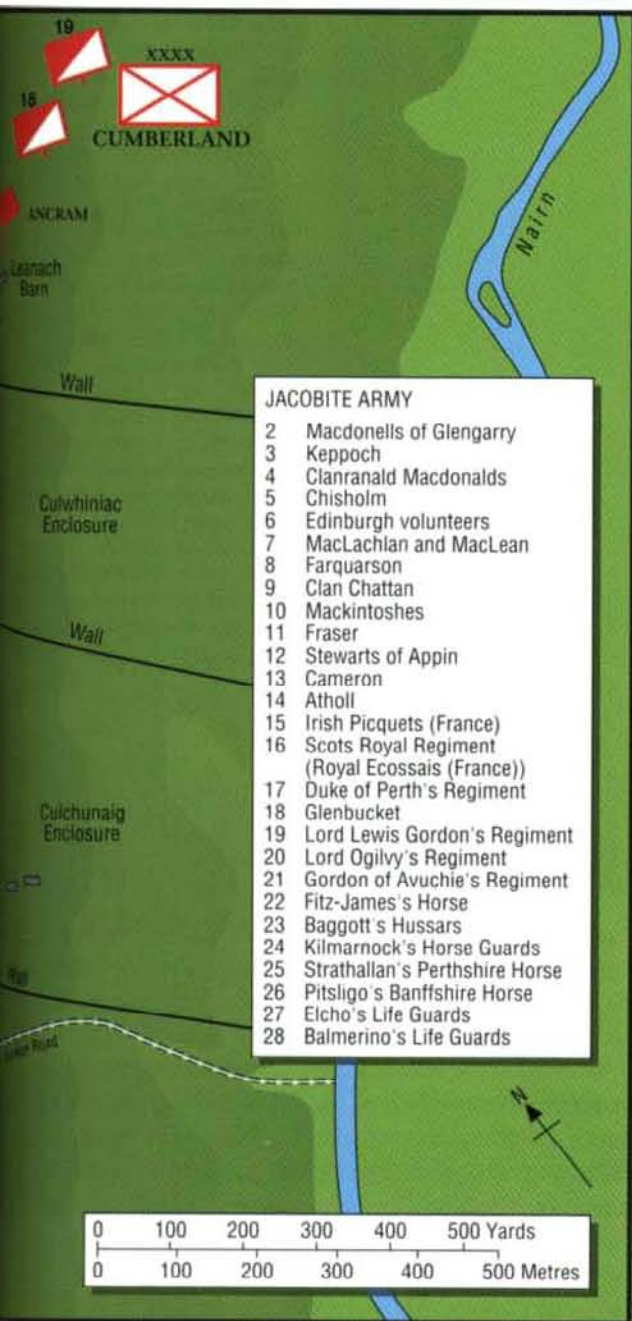 19
XXXX
18
CUMBERLAND
ANCRAM
Leanach
Barn
Nairn
Wall
JACOBITE ARMY
2 Macdonells of Glengarry
3 Keppoch
4 Clanranald Macdonalds
5 Chisholm
6 Edinburgh volunteers
7 MacLachlan and MacLean
8 Farquarson
9 Clan Chattan
10 Mackintoshes
11 Fraser
12 Stewarts of Appin
13 Cameron
14 Atholl
15 Irish Picquets (France)
16 Scots Royal Regiment
(Royal Ecossais (France))
17 Duke of Perth's Regiment
18 Glenbucket
19 Lord Lewis Gordon's Regiment
20 Lord Ogilvy's Regiment
21 Gordon of Avuchie's Regiment
22 Fitz-James's Horse
23 Baggott's Hussars
24 Kilmarnock's Horse Guards
25 Strathallan's Perthshire Horse
26 Pitsligo's Banffshire Horse
27 Elcho's Life Guards
28 Balmerino's Life Guards
Culwhiniac
Enclosure
Wall
Culchunaig
Enclosure
Wall
Road
N
0 100 200 300 400 500 Yards
0 100 200 300 400 500 Metres